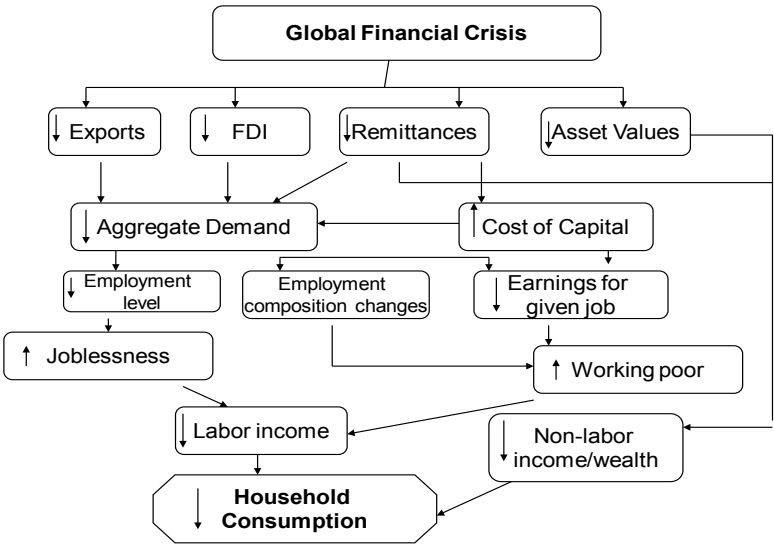 Global Financial Crisis
↓ Exports
↓ FDI
↓ Remittances
↓ Asset Values
↓ Aggregate Demand
↑ Cost of Capital
↓ Employment
level
Employment
composition changes
↓ Earnings for
given job
↑ Joblessness
↑ Working poor
↓ Labor income
↓ Non-labor
income/wealth
↓ Household
Consumption